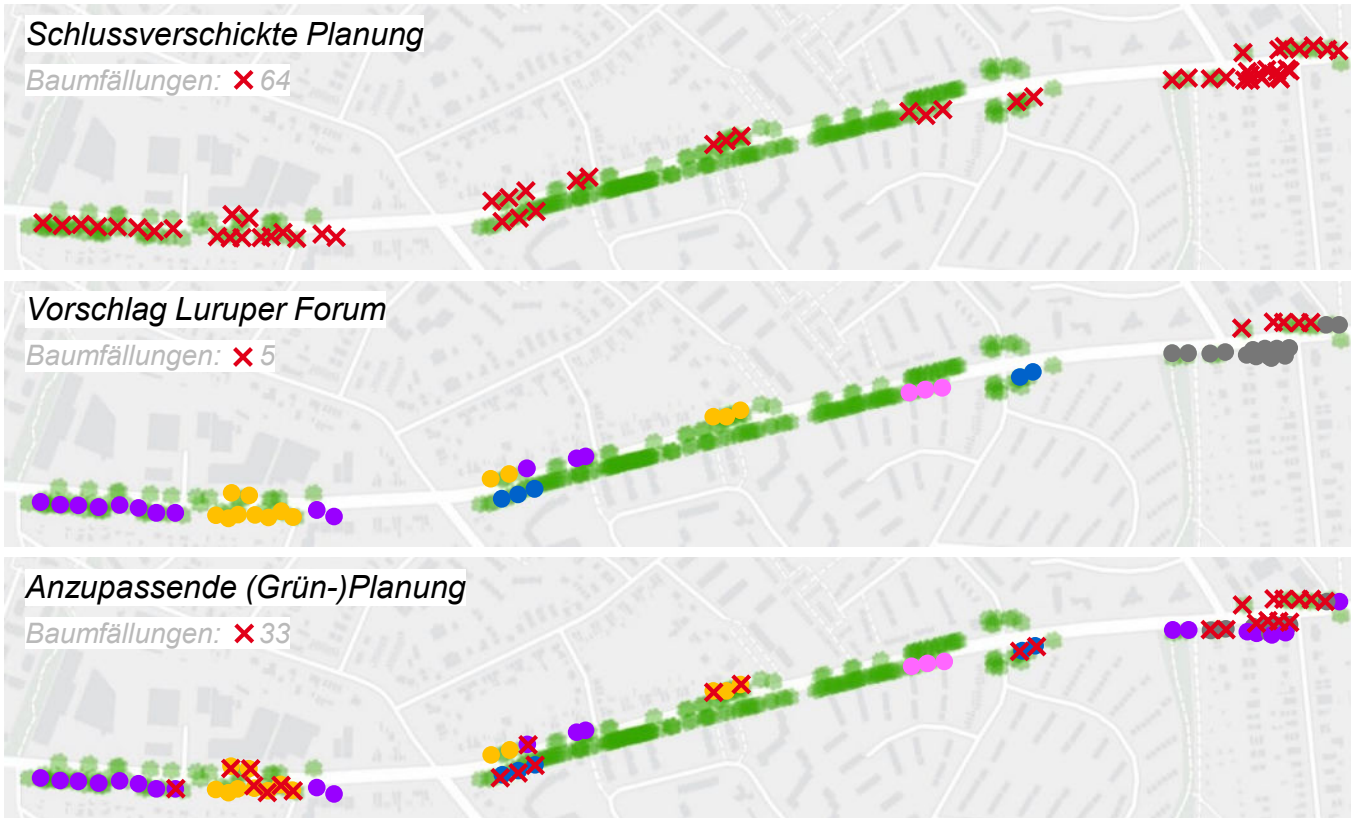 Schlussverschickte Planung
Baumfällungen: 64
Vorschlag Luruper Forum
Baumfällungen: 5
Anzupassende (Grün-)Planung
Baumfällungen: 33